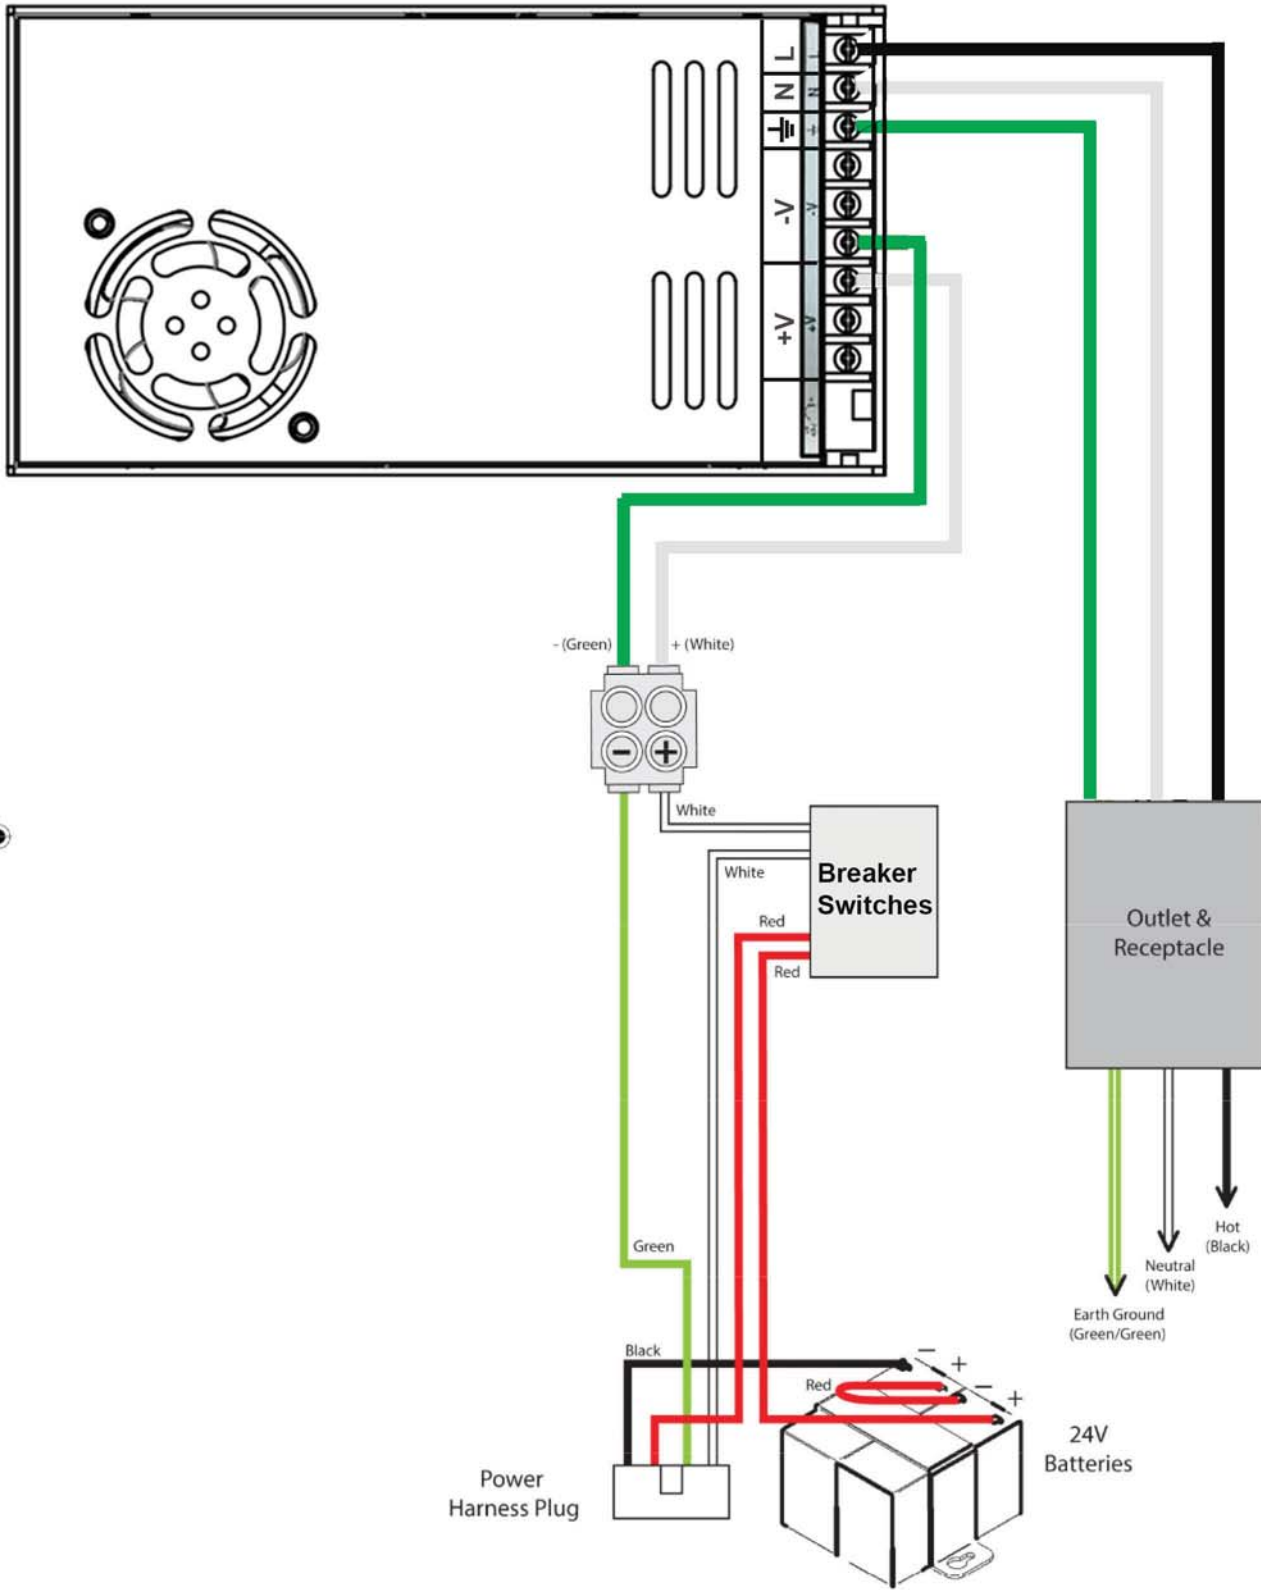 L
L
N
N
-V
-V
+V
+V
- (Green)
+ (White)
−
+
White
White
Breaker
Switches
Red
Red
Outlet &
Receptacle
Green
Hot
(Black)
Neutral
(White)
Earth Ground
(Green/Green)
Black
−
+
Red
−
+
24V
Batteries
Power
Harness Plug